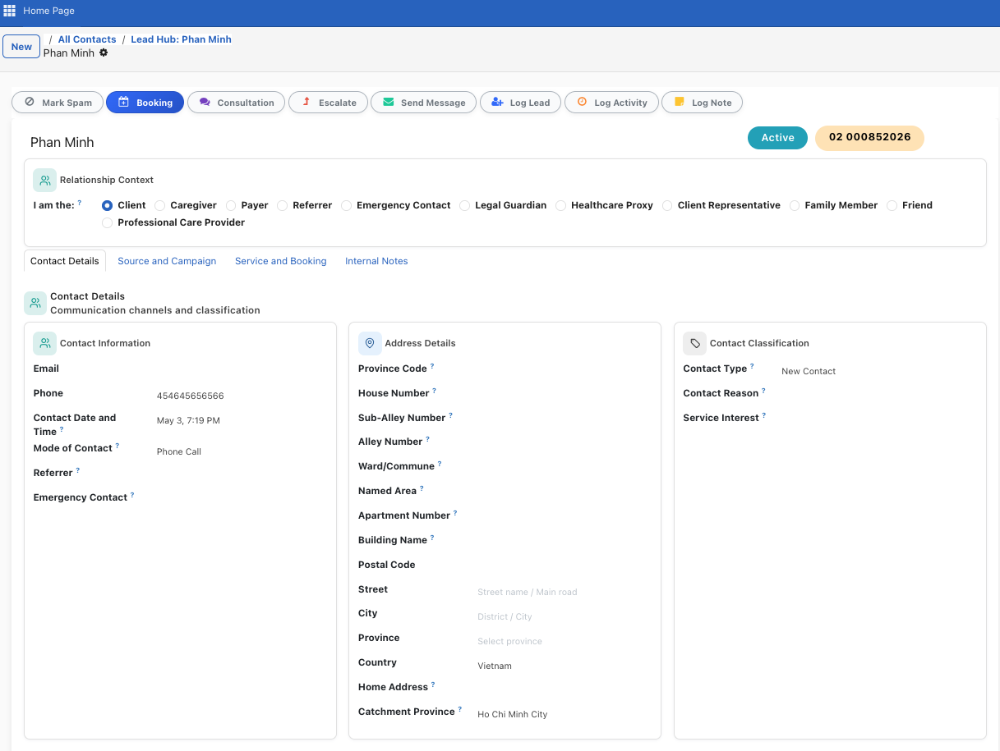 Home Page
New
/ All Contacts / Lead Hub: Phan Minh
Phan Minh
Mark Spam
Booking
Consultation
Escalate
Send Message
Log Lead
Log Activity
Log Note
Phan Minh
Active
02 000852026
Relationship Context
I am the: ?
Client
Caregiver
Payer
Referrer
Emergency Contact
Legal Guardian
Healthcare Proxy
Client Representative
Family Member
Friend
Professional Care Provider
Contact Details
Source and Campaign
Service and Booking
Internal Notes
Contact Details
Communication channels and classification
Contact Information
Email
Phone 454645656566
Contact Date and
Time ? May 3, 7:19 PM
Mode of Contact ? Phone Call
Referrer ?
Emergency Contact ?
Address Details
Province Code ?
House Number ?
Sub-Alley Number ?
Alley Number ?
Ward/Commune ?
Named Area ?
Apartment Number ?
Building Name ?
Postal Code
Street Street name / Main road
City District / City
Province Select province
Country Vietnam
Home Address ?
Catchment Province ? Ho Chi Minh City
Contact Classification
Contact Type ? New Contact
Contact Reason ?
Service Interest ?